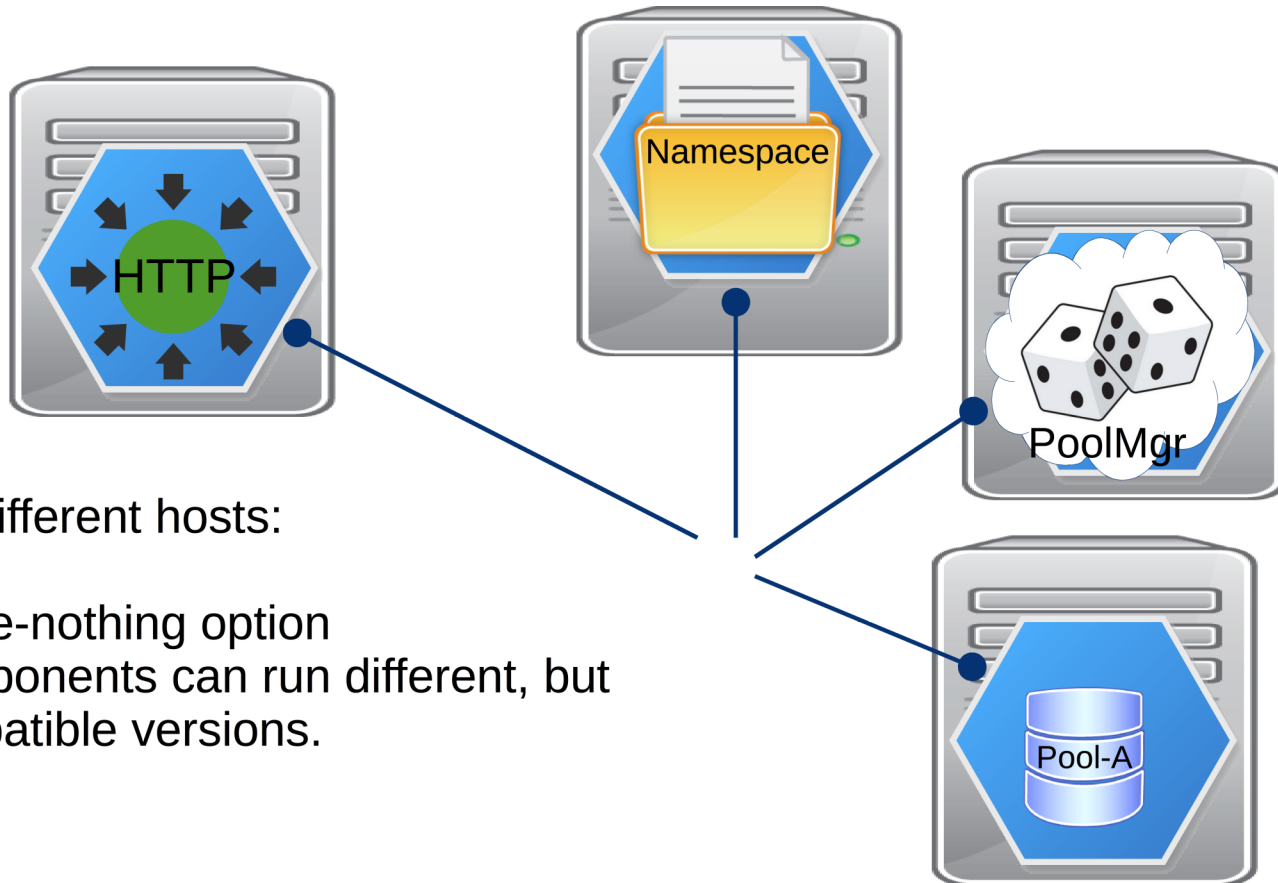 Namespace
HTTP
PoolMgr
ifferent hosts:
e-nothing option
ponents can run different, but
patible versions.
Pool-A